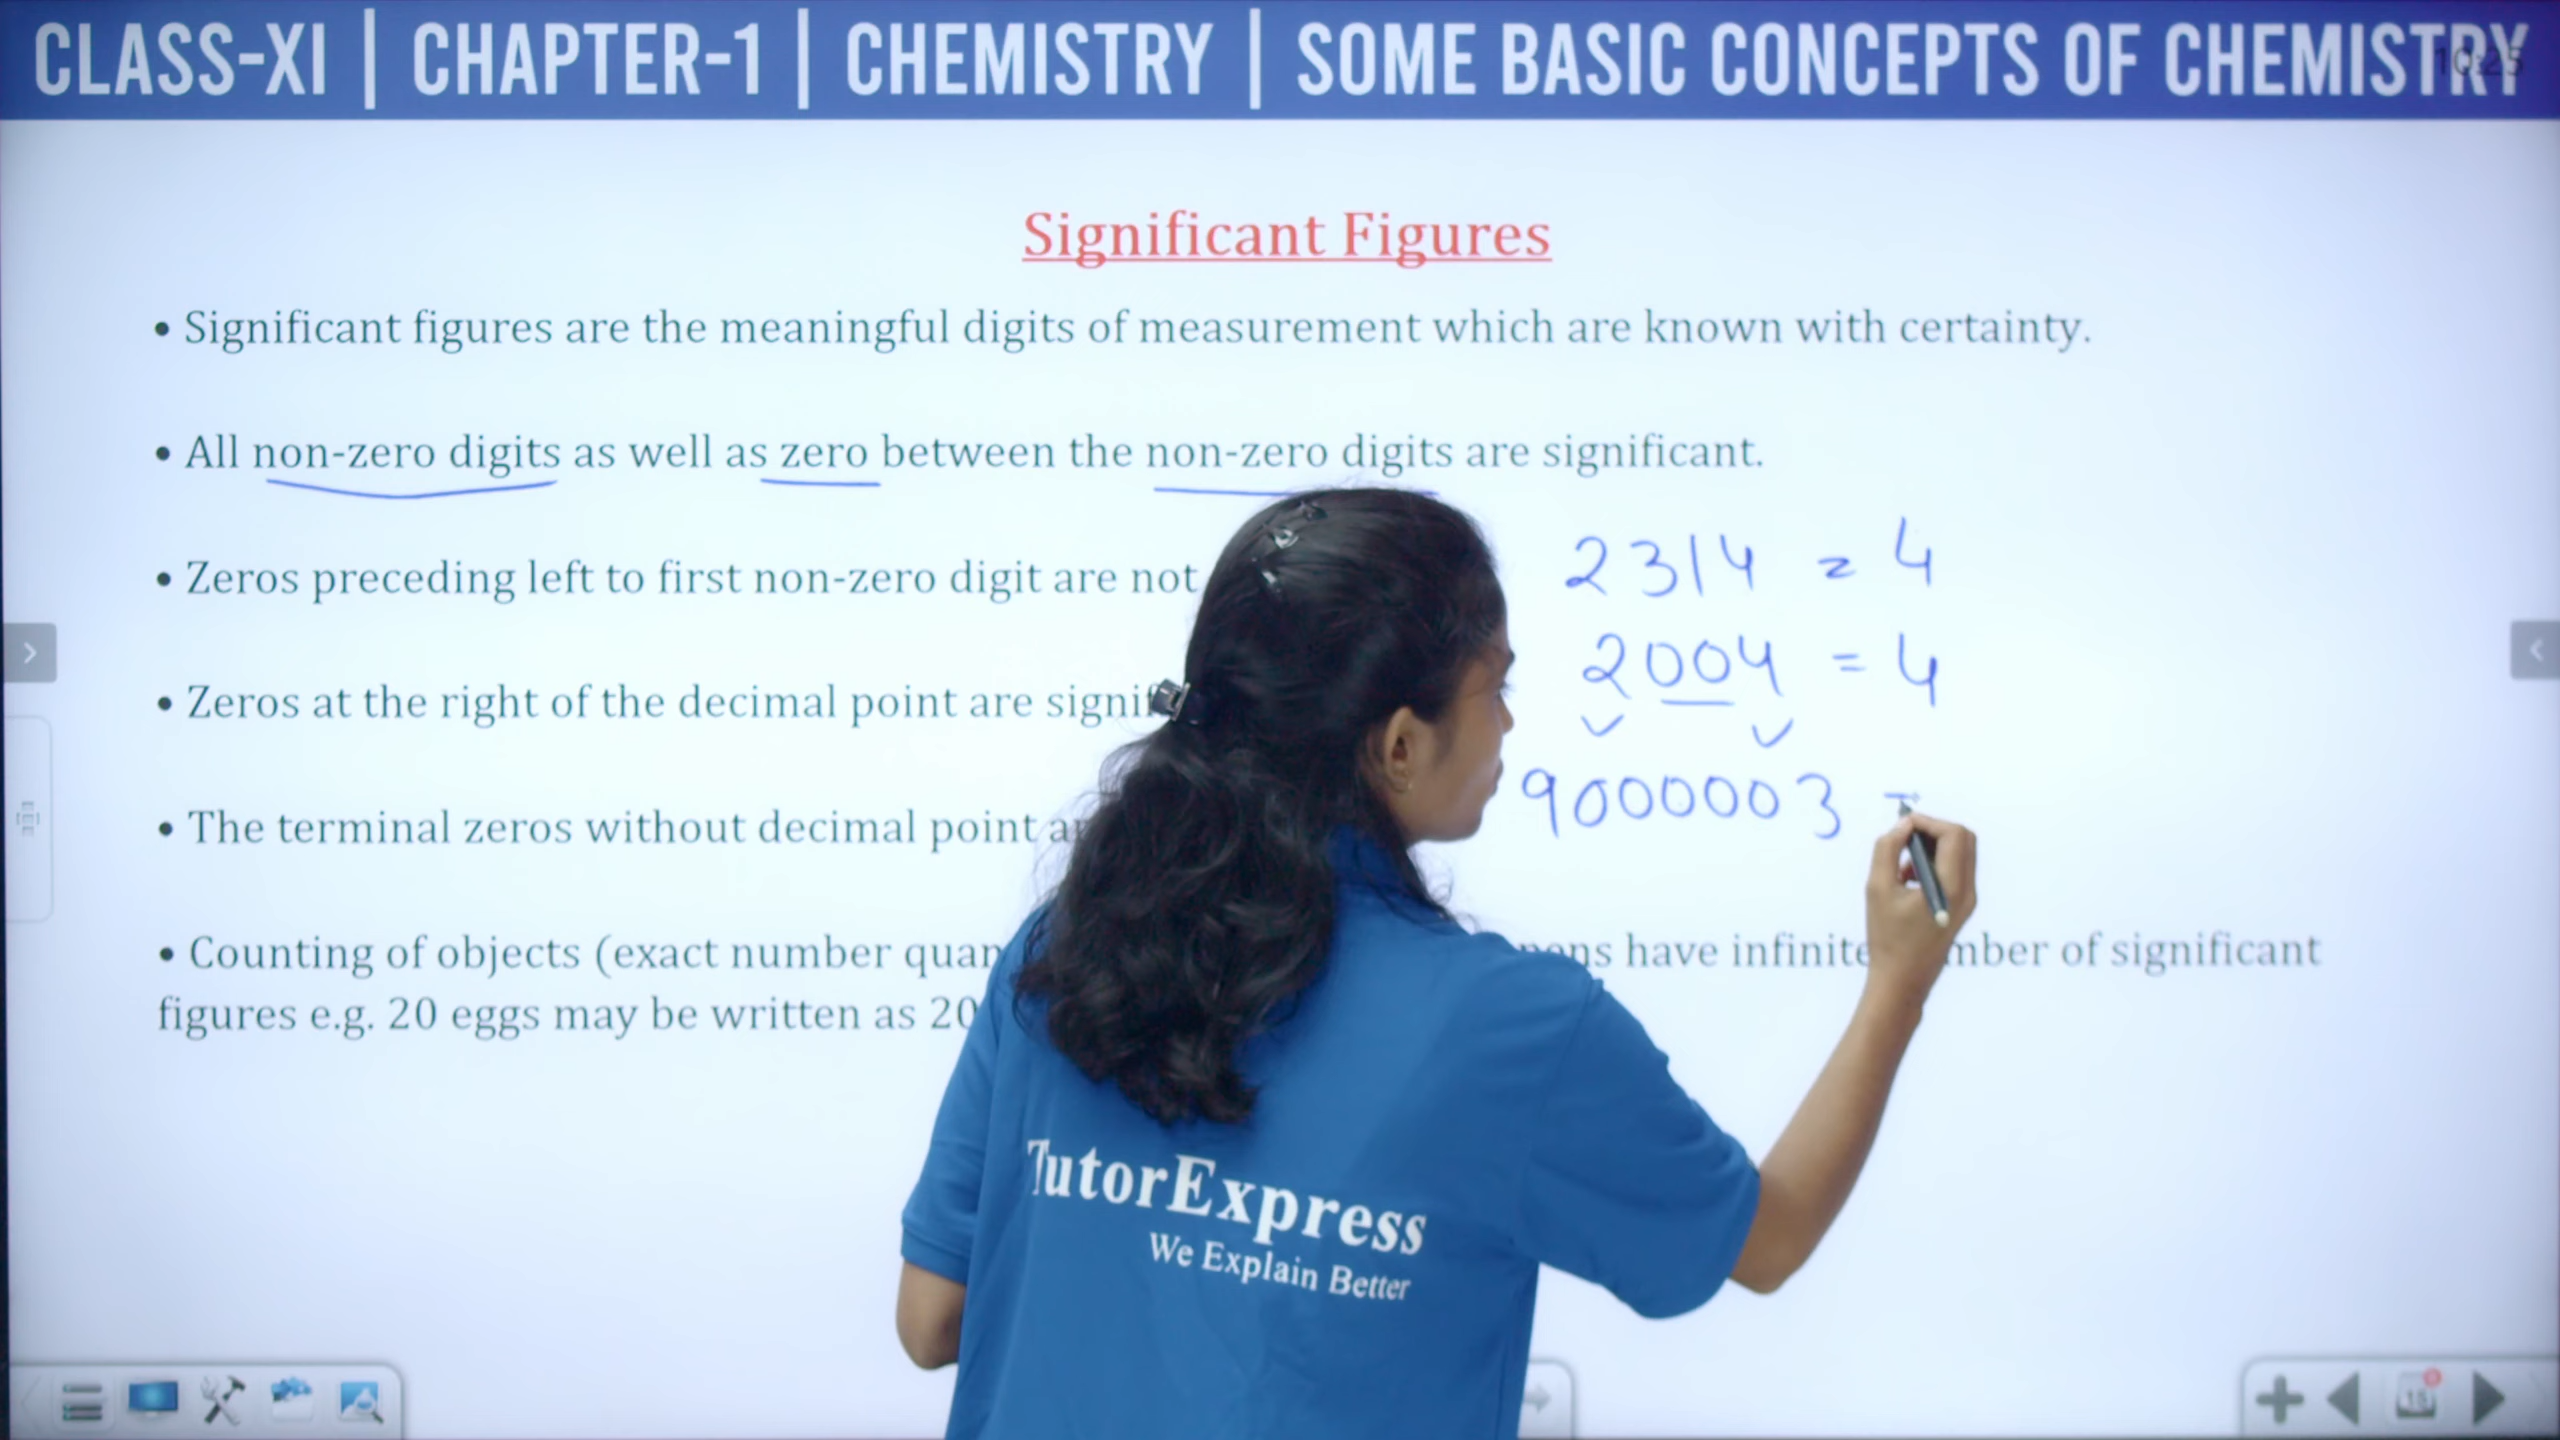 CLASS-XI | CHAPTER-1 | CHEMISTRY | SOME BASIC CONCEPTS OF CHEMISTRY
10:25
Significant Figures
• Significant figures are the meaningful digits of measurement which are known with certainty.
• All non-zero digits as well as zero between the non-zero digits are significant.
• Zeros preceding left to first non-zero digit are not
• Zeros at the right of the decimal point are signif
• The terminal zeros without decimal point
• Counting of objects (exact number quan have infinite mber of significant
figures e.g. 20 eggs may be written as 20
2314 = 4
2004 = 4
9000003 =
TutorExpress
We Explain Better